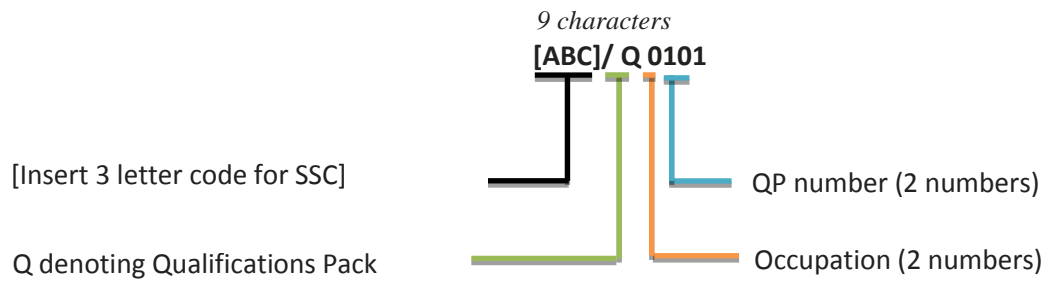 9 characters
[ABC]/ Q 0101
[Insert 3 letter code for SSC]
QP number (2 numbers)
Q denoting Qualifications Pack
Occupation (2 numbers)